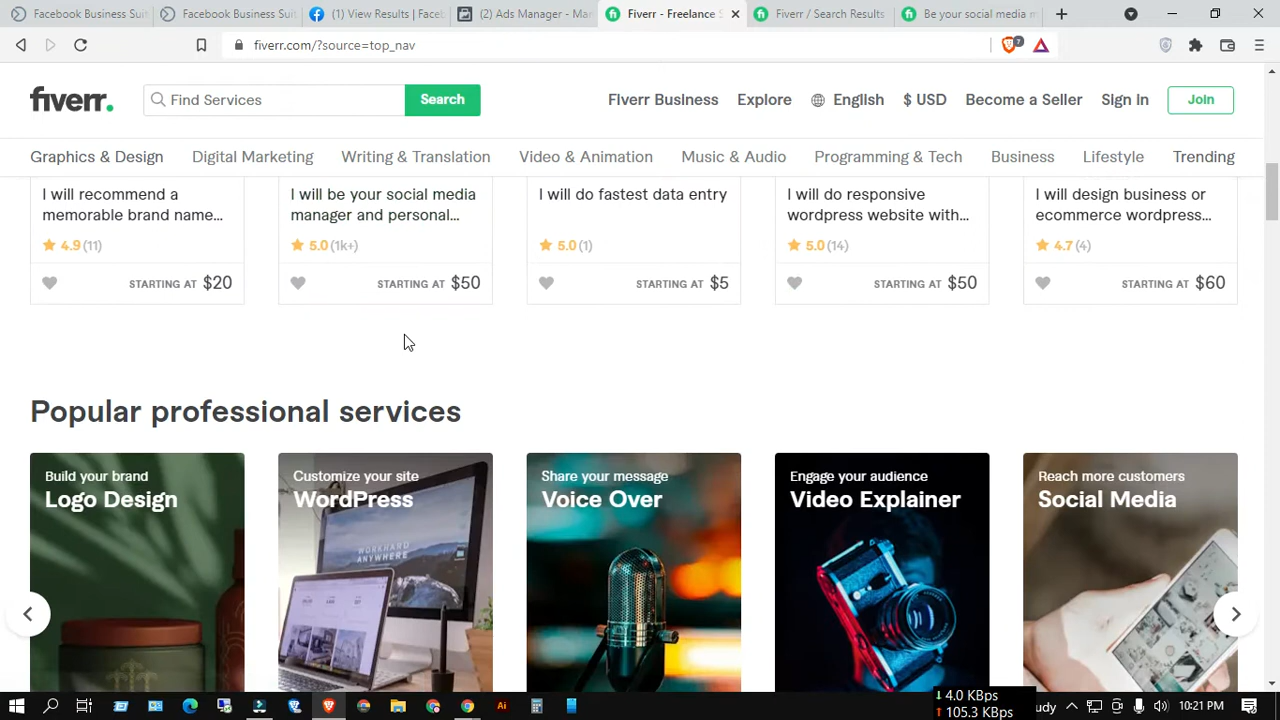 Facebook Business Suit
Facebook Business Suit
(1) View Results | Faceb
(2) Ads Manager - Man
Fiverr - Freelance S
Fiverr / Search Results
Be your social media m
fiverr.com/?source=top_nav
7
fiverr.
Find Services
Search
Fiverr Business
Explore
English
$ USD
Become a Seller
Sign In
Join
Graphics & Design
Digital Marketing
Writing & Translation
Video & Animation
Music & Audio
Programming & Tech
Business
Lifestyle
Trending
I will recommend a
memorable brand name...
4.9 (11)
STARTING AT $20
I will be your social media
manager and personal...
5.0 (1k+)
STARTING AT $50
I will do fastest data entry
5.0 (1)
STARTING AT $5
I will do responsive
wordpress website with...
5.0 (14)
STARTING AT $50
I will design business or
ecommerce wordpress...
4.7 (4)
STARTING AT $60
Popular professional services
Build your brand
Logo Design
Customize your site
WordPress
WORKHARD
ANYWHERE
Share your message
Voice Over
Engage your audience
Video Explainer
Reach more customers
Social Media
Ai
↓ 4.0 KBps
↑ 105.3 KBps
udy
10:21 PM